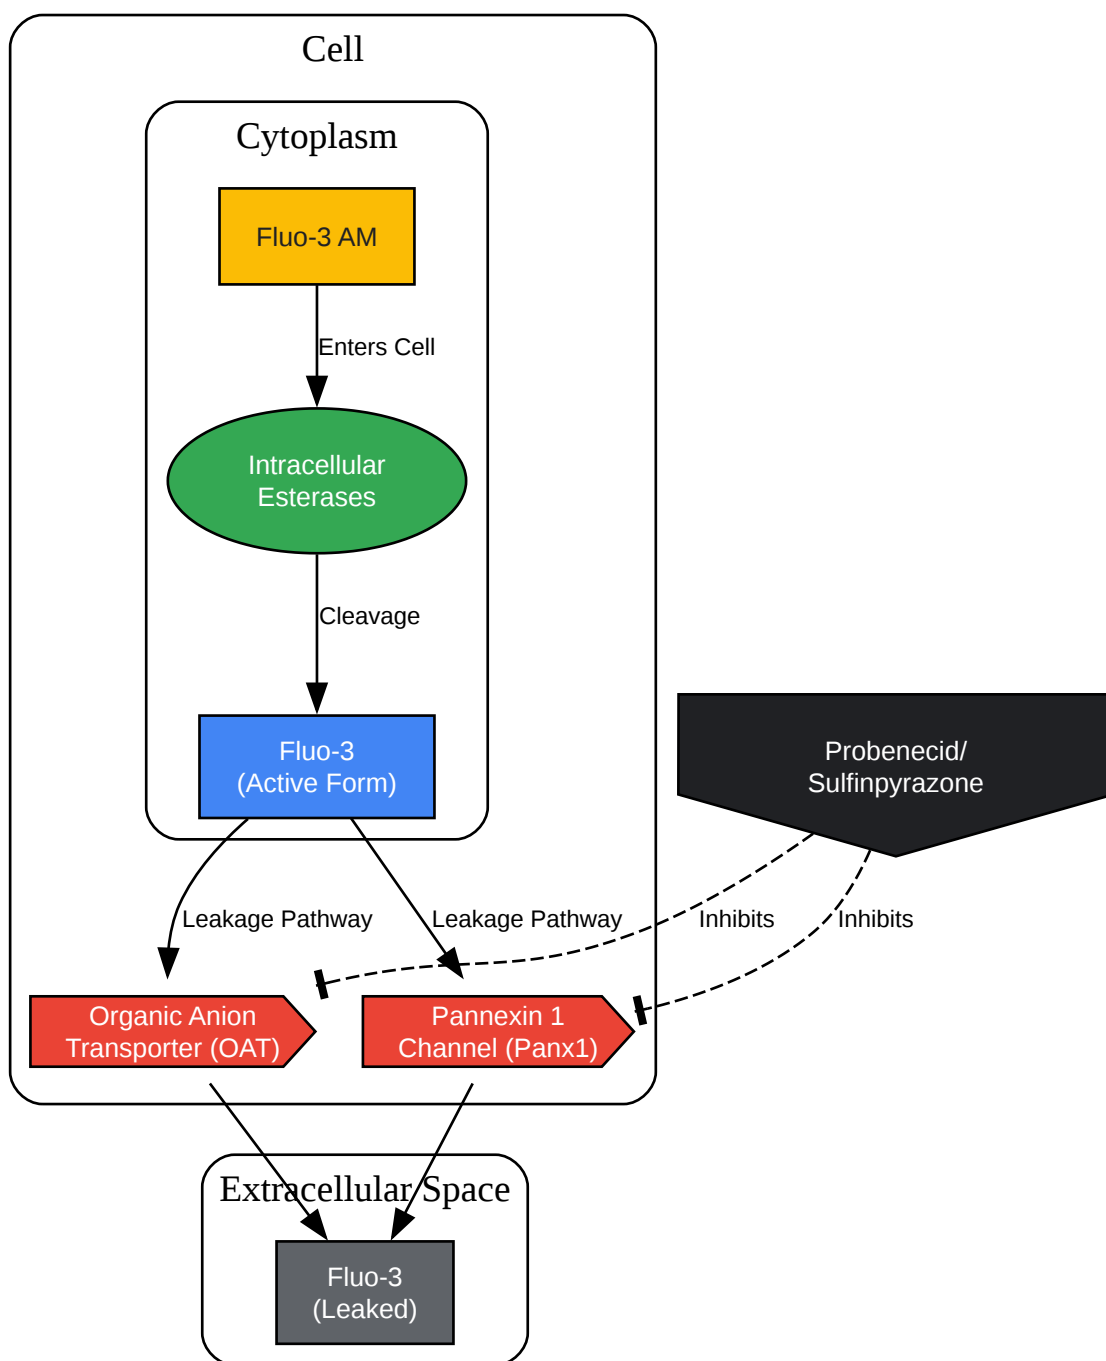 Cell
Cytoplasm
Fluo-3 AM
Enters Cell
Intracellular
Esterases
Cleavage
Fluo-3
(Active Form)
Probenecid/
Sulfinpyrazone
Leakage Pathway
Leakage Pathway
Inhibits
Inhibits
Organic Anion
Transporter (OAT)
Pannexin 1
Channel (Panx1)
Extracellular Space
Fluo-3
(Leaked)